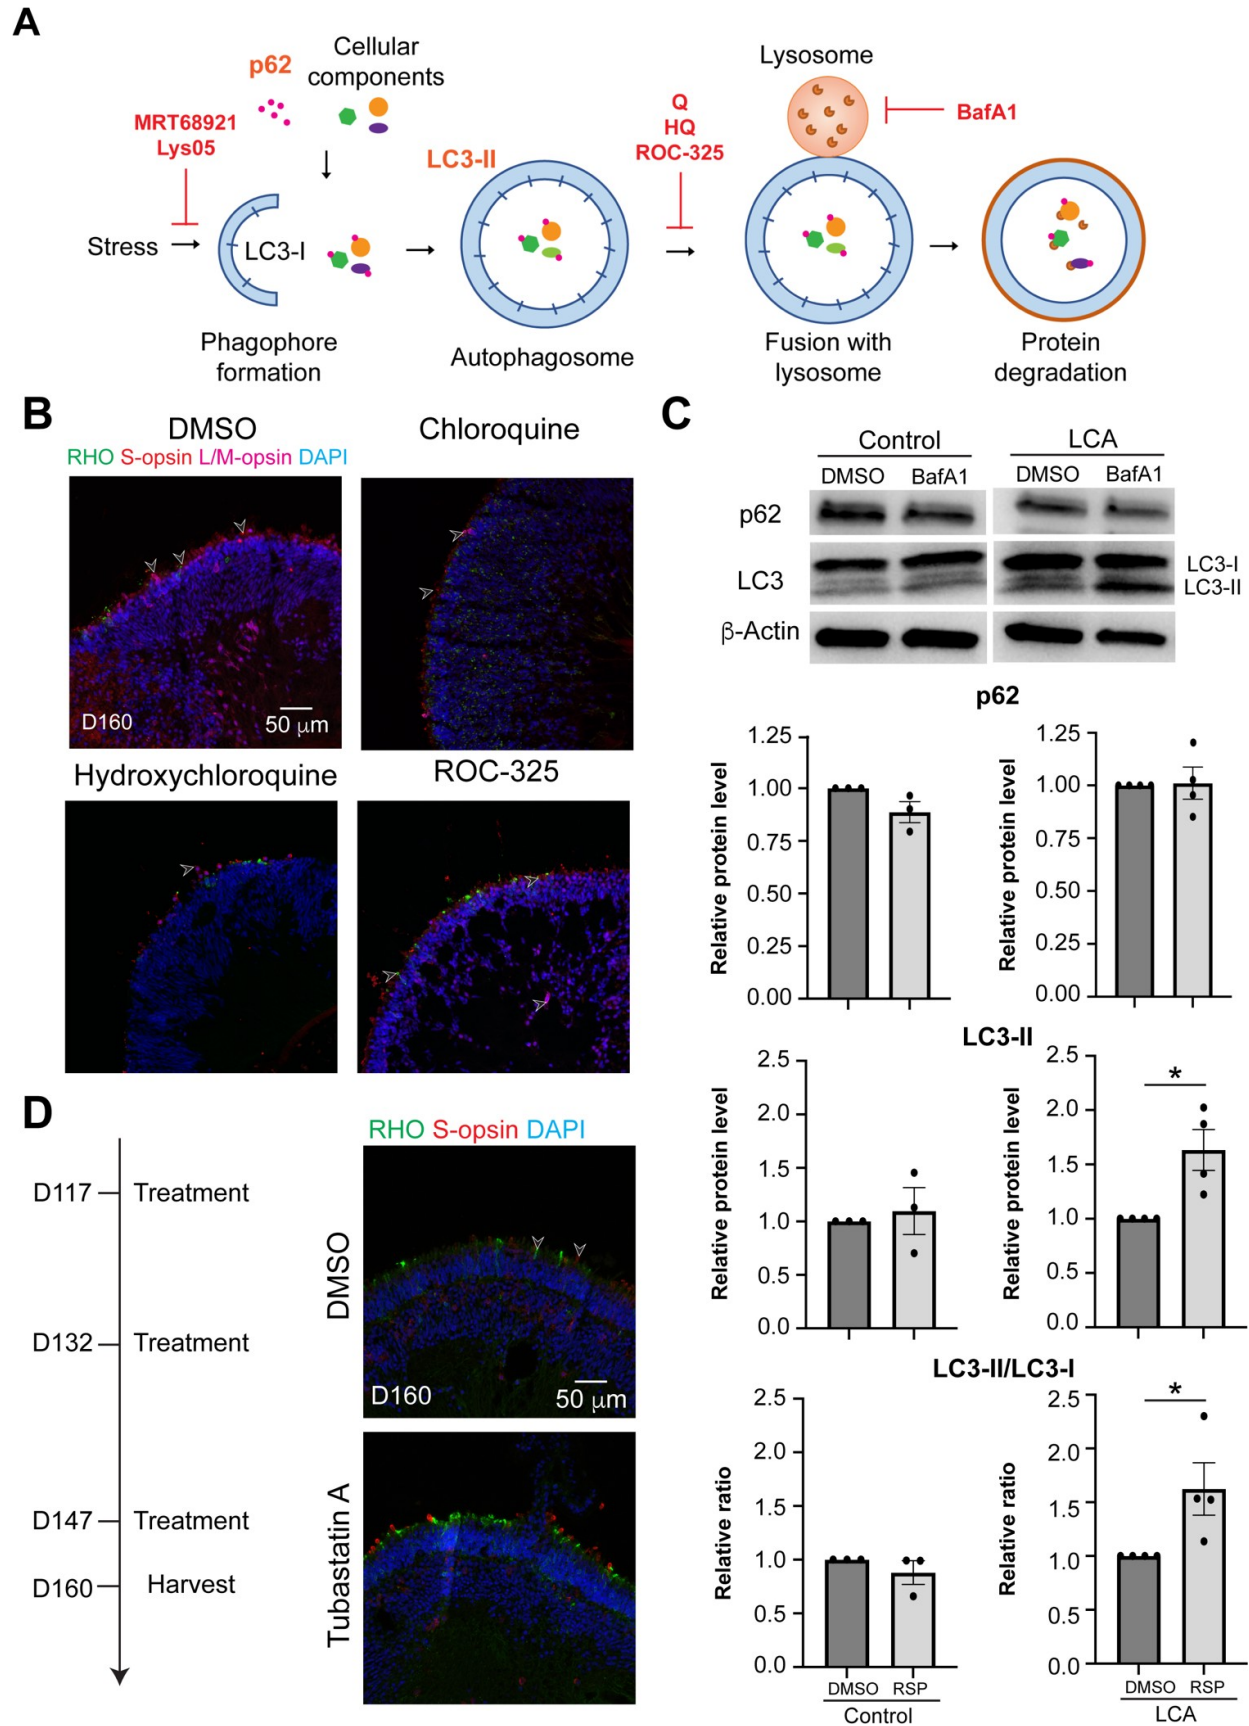 A
p62
Cellular
components
MRT68921
Lys05
Stress
LC3-I
Phagophore
formation
LC3-II
Autophagosome
Q
HQ
ROC-325
Lysosome
BafA1
Fusion with
lysosome
Protein
degradation
B
DMSO
RHO S-opsin L/M-opsin DAPI
D160
50 μm
Chloroquine
Hydroxychloroquine
ROC-325
C
Control
LCA
DMSO BafA1
DMSO BafA1
p62
LC3
LC3-I
LC3-II
β-Actin
p62
Relative protein level
1.25
1.00
0.75
0.50
0.25
0.00
Relative protein level
1.25
1.00
0.75
0.50
0.25
0.00
LC3-II
Relative protein level
2.5
2.0
1.5
1.0
0.5
0.0
Relative protein level
2.5
2.0
1.5
1.0
0.5
0.0
*
LC3-II/LC3-I
Relative ratio
2.5
2.0
1.5
1.0
0.5
0.0
DMSO RSP
Control
Relative ratio
2.5
2.0
1.5
1.0
0.5
0.0
*
DMSO RSP
LCA
D
D117 Treatment
D132 Treatment
D147 Treatment
D160 Harvest
RHO S-opsin DAPI
DMSO
D160
50 μm
Tubastatin A